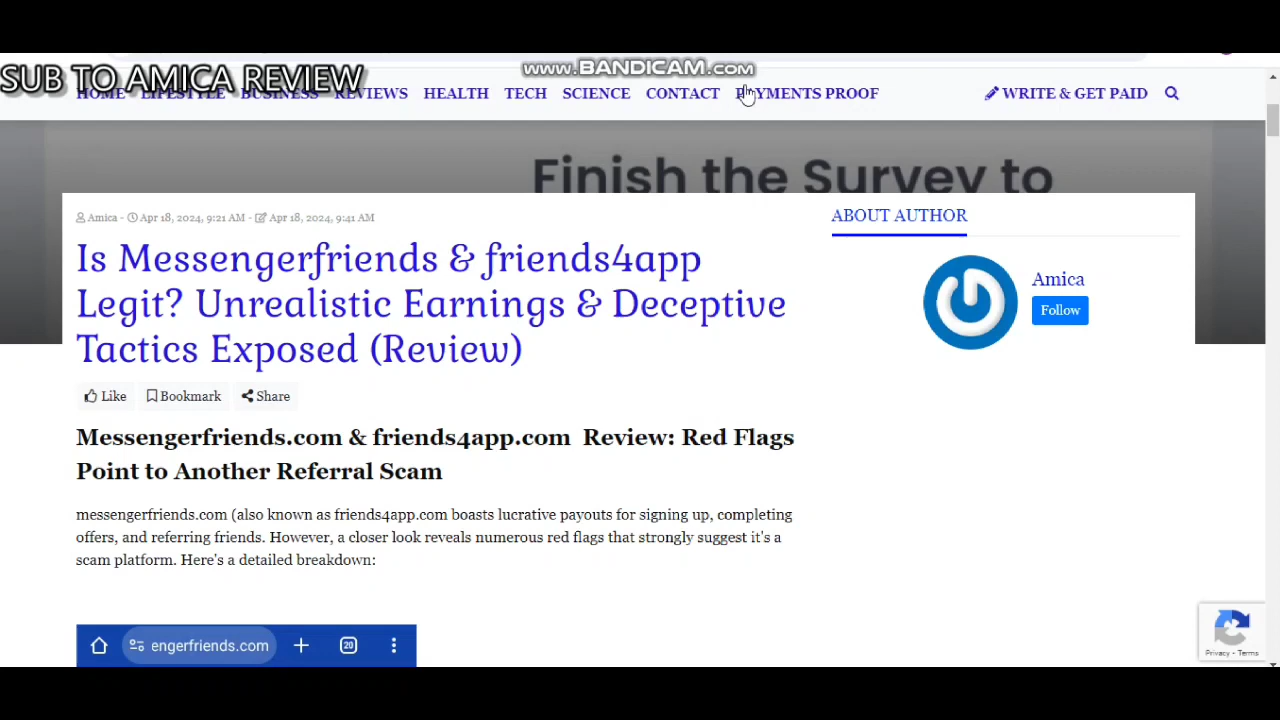 SUB TO AMICA REVIEW
www.BANDICAM.com
HOME LIFESTYLE BUSINESS REVIEWS HEALTH TECH SCIENCE CONTACT PAYMENTS PROOF WRITE & GET PAID
Finish the Survey to
Amica - Apr 18, 2024, 9:21 AM - Apr 18, 2024, 9:41 AM
ABOUT AUTHOR
Is Messengerfriends & friends4app
Legit? Unrealistic Earnings & Deceptive
Tactics Exposed (Review)
Amica
Follow
Like Bookmark Share
Messengerfriends.com & friends4app.com Review: Red Flags
Point to Another Referral Scam
messengerfriends.com (also known as friends4app.com boasts lucrative payouts for signing up, completing
offers, and referring friends. However, a closer look reveals numerous red flags that strongly suggest it's a
scam platform. Here's a detailed breakdown:
engerfriends.com 20
Privacy - Terms